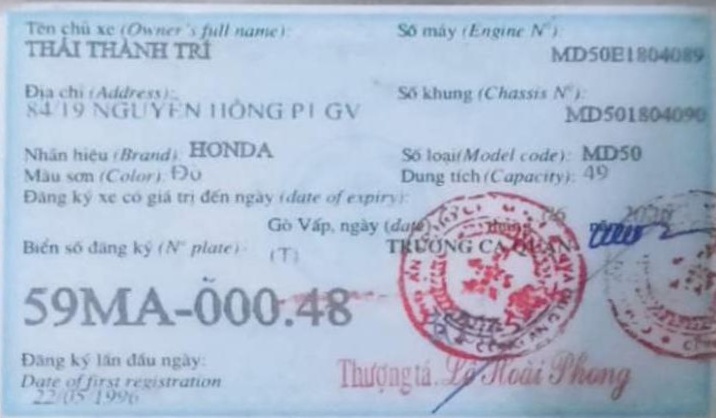 Tên chủ xe (Owner's full name): Số máy (Engine N°):
THÁI THÀNH TRÍ MD50E1804089
Địa chỉ (Address): Số khung (Chassis N°):
84/19 NGUYÊN HỒNG P1 GV MD501804090
Nhãn hiệu (Brand): HONDA Số loại(Model code): MD50
Màu sơn (Color): Đỏ Dung tích (Capacity): 49
Đăng ký xe có giá trị đến ngày (date of expiry):
Gò Vấp, ngày (date) tháng 06 năm
Biển số đăng ký (N° plate): (T) TRƯỞNG CA QUẬN
59MA-000.48
Đăng ký lần đầu ngày:
Date of first registration
22/05/1996
Thượng tá. Lê Hoài Phong